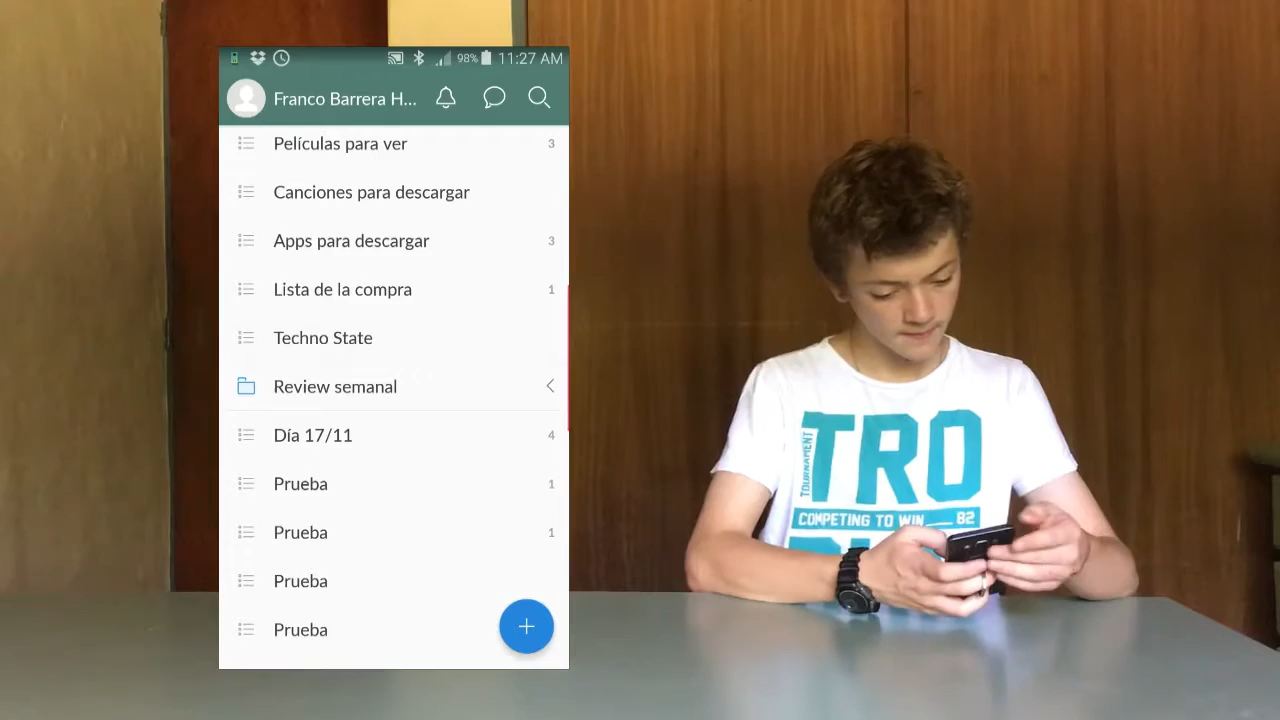 98% 11:27 AM
Franco Barrera H...
Películas para ver 3
Canciones para descargar
Apps para descargar 3
Lista de la compra 1
Techno State
Review semanal
Día 17/11 4
Prueba 1
Prueba 1
Prueba
Prueba
TOURNAMENT
TRO
COMPETING TO WIN 82